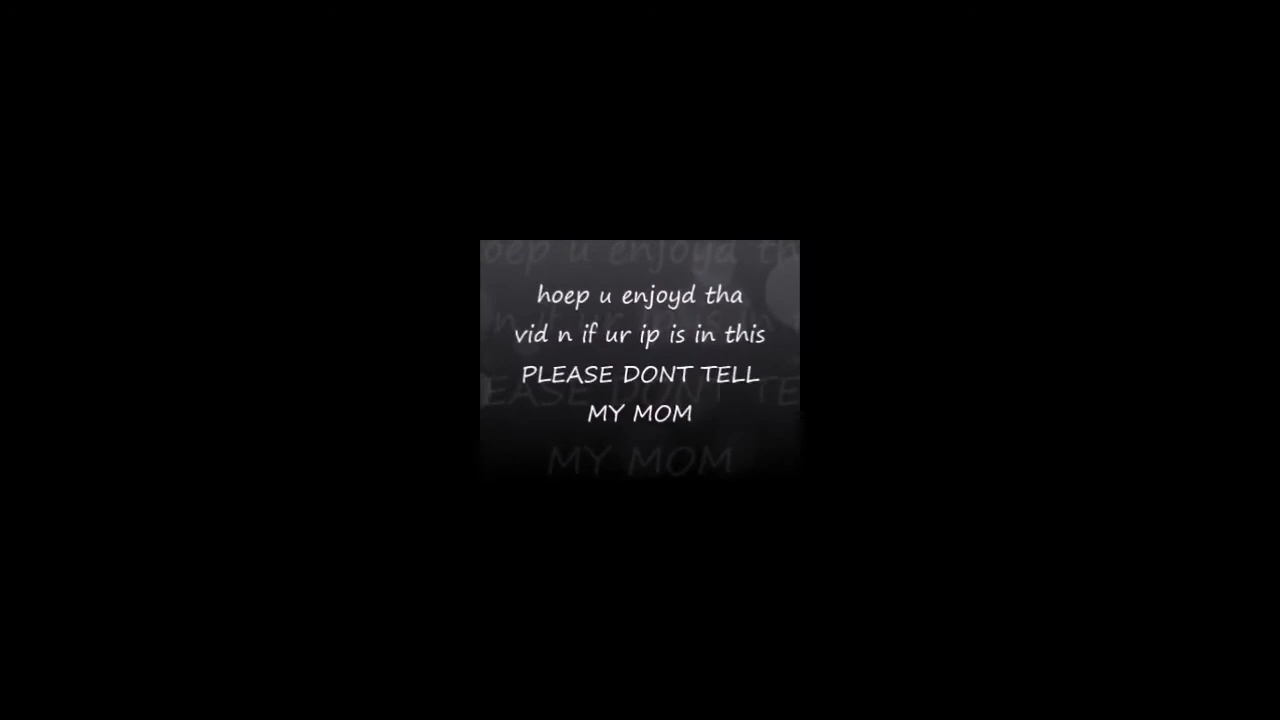 hoep u enjoyd tha
vid n if ur ip is in this
PLEASE DONT TELL
MY MOM